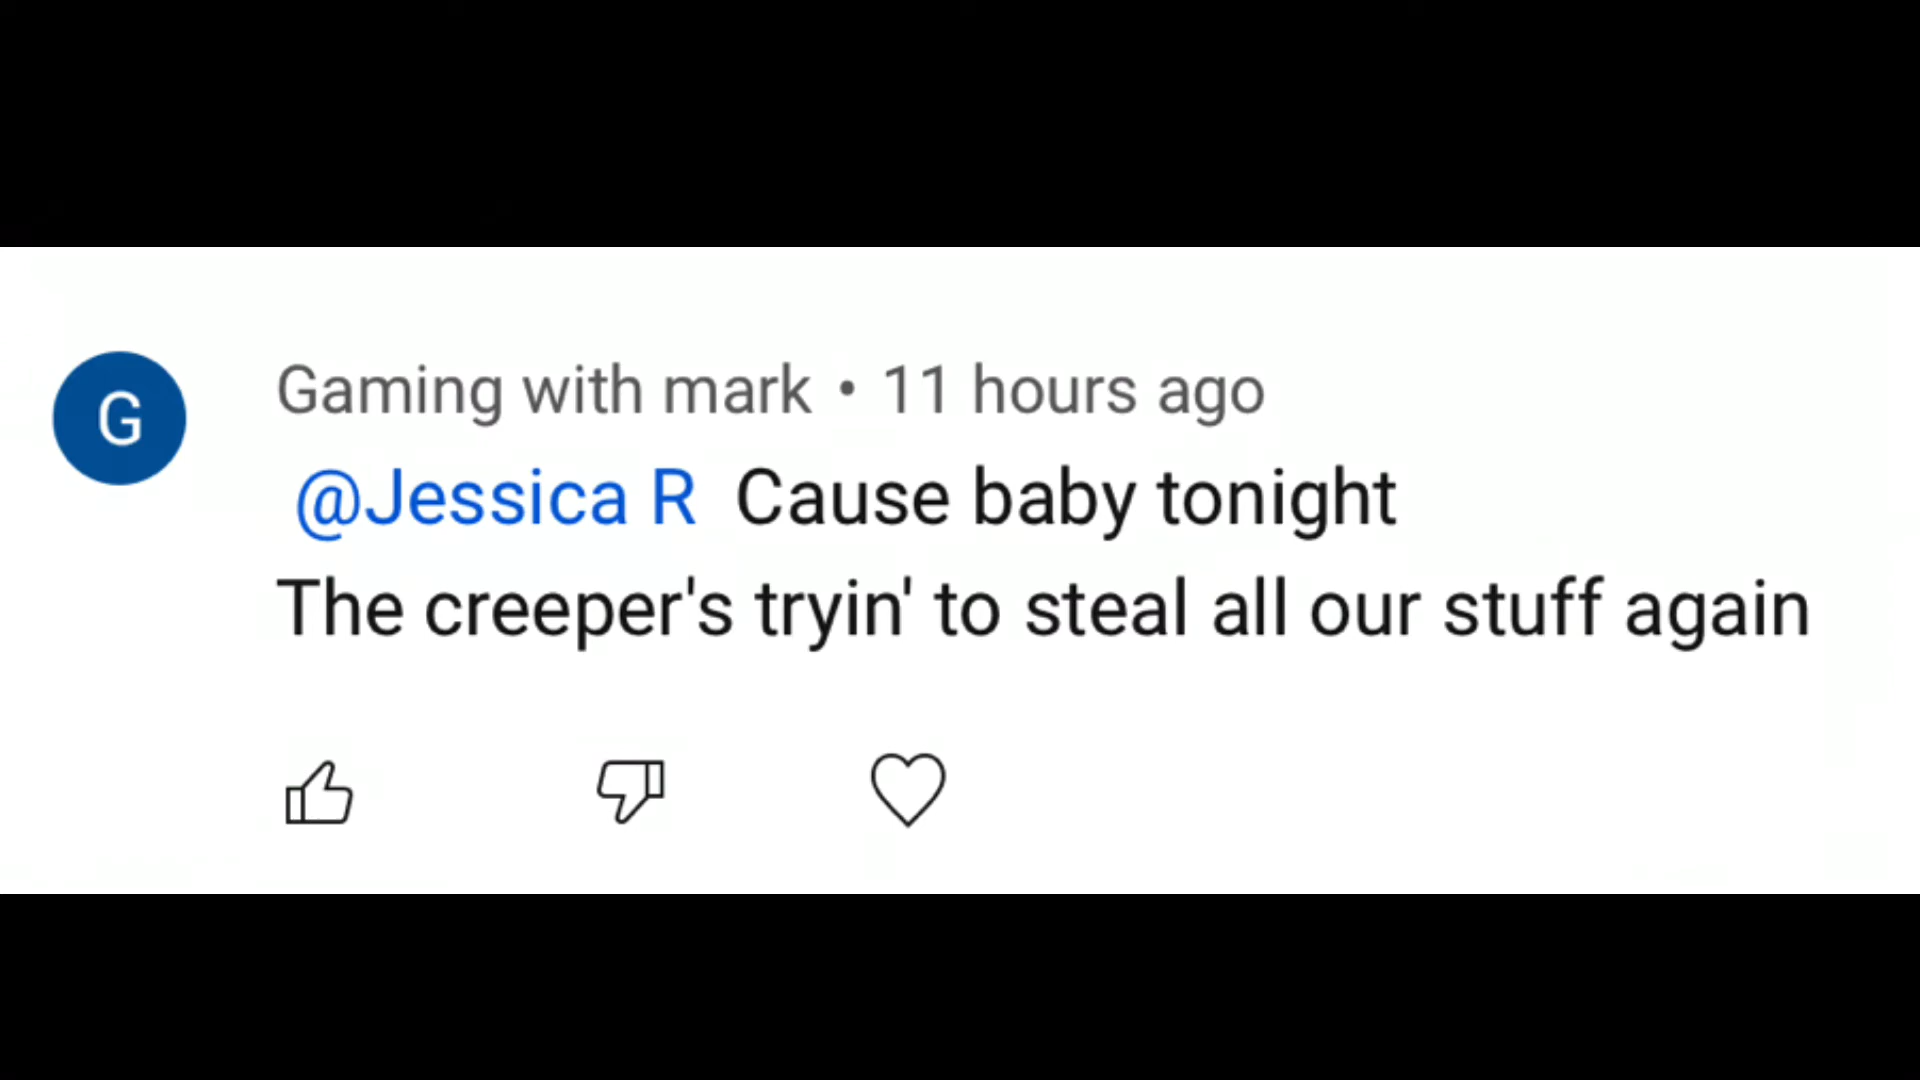 G
Gaming with mark • 11 hours ago
@Jessica R Cause baby tonight
The creeper's tryin' to steal all our stuff again